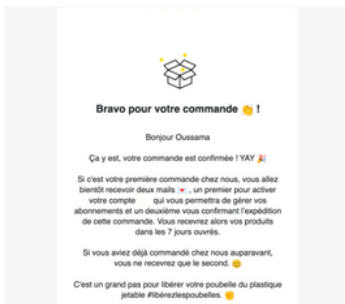 Bravo pour votre commande 👏 !
Bonjour Oussama
Ça y est, votre commande est confirmée ! YAY 🎉
Si c'est votre première commande chez nous, vous allez
bientôt recevoir deux mails 💌 , un premier pour activer
votre compte qui vous permettra de gérer vos
abonnements et un deuxième vous confirmant l'expédition
de cette commande. Vous recevrez alors vos produits
dans les 7 jours ouvrés.
Si vous aviez déjà commandé chez nous auparavant,
vous ne recevrez que le second. 😊
C'est un grand pas pour libérer votre poubelle du plastique
jetable #libérezlespoubelles. ✊